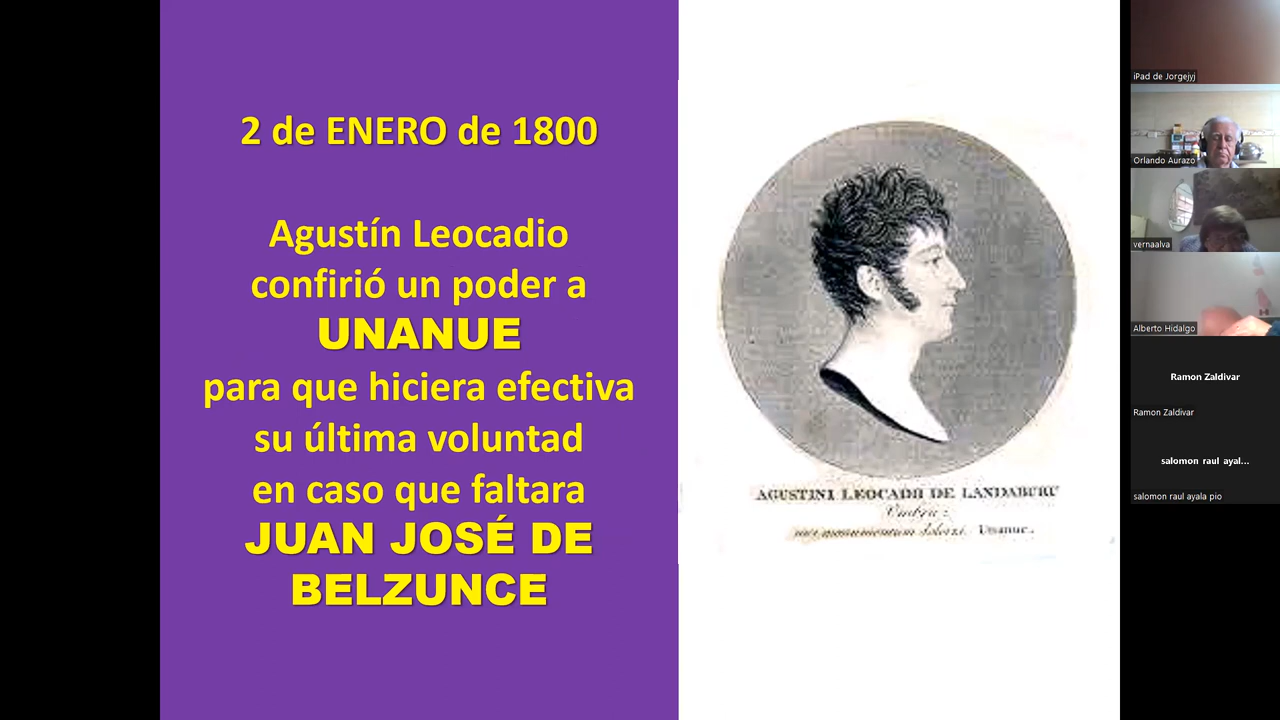 2 de ENERO de 1800
Agustín Leocadio
confirió un poder a
UNANUE
para que hiciera efectiva
su última voluntad
en caso que faltara
JUAN JOSÉ DE
BELZUNCE
AGUSTINI LEOCADII DE LANDABURU
Umbra:
Unanue.
iPad de Jorgejyj
Orlando Aurazo
vernaalva
Alberto Hidalgo
Ramon Zaldivar
Ramon Zaldivar
salomon raul ayal...
salomon raul ayala pio